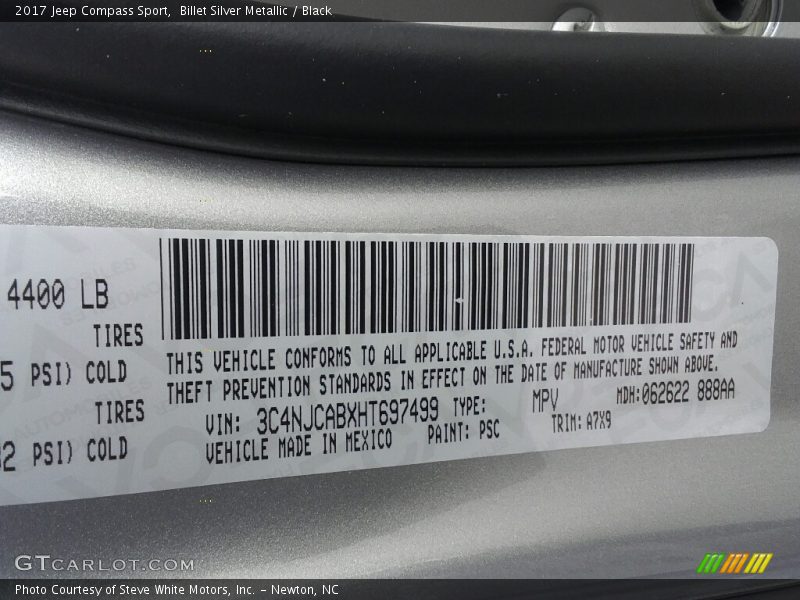 2017 Jeep Compass Sport, Billet Silver Metallic / Black
4400 LB
TIRES
5 PSI) COLD
TIRES
2 PSI) COLD
THIS VEHICLE CONFORMS TO ALL APPLICABLE U.S.A. FEDERAL MOTOR VEHICLE SAFETY AND
THEFT PREVENTION STANDARDS IN EFFECT ON THE DATE OF MANUFACTURE SHOWN ABOVE.
VIN: 3C4NJCABXHT697499 TYPE: MPV MDH:062622 888AA
VEHICLE MADE IN MEXICO PAINT: PSC TRIM: A7X9
GTCARLOT.COM
Photo Courtesy of Steve White Motors, Inc. – Newton, NC